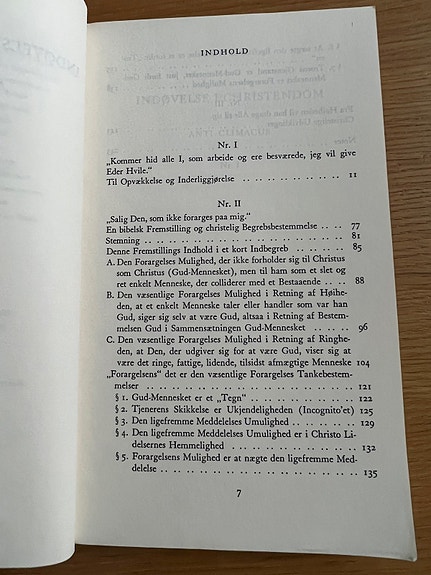 INDHOLD
Nr. I
„Kommer hid alle I, som arbeide og ere besværede, jeg vil give
Eder Hvile.“
Til Opvækkelse og Inderliggjørelse .. .. .. .. .. .. .. .. .. .. 11
Nr. II
„Salig Den, som ikke forarges paa mig.“
En bibelsk Fremstilling og christelig Begrebsbestemmelse .. .. .. 77
Stemning .. .. .. .. .. .. .. .. .. .. .. .. .. .. .. .. .. .. 81
Denne Fremstillings Indhold i et kort Indbegreb .. .. .. .. .. 85
A. Den Forargelses Mulighed, der ikke forholder sig til Christus
som Christus (Gud-Mennesket), men til ham som et slet og
ret enkelt Menneske, der colliderer med et Bestaaende .. .. .. 88
B. Den væsentlige Forargelses Mulighed i Retning af Høihe-
den, at et enkelt Menneske taler eller handler som var han
Gud, siger sig selv at være Gud, altsaa i Retning af Bestem-
melsen Gud i Sammensætningen Gud-Mennesket .. .. .. .. 96
C. Den væsentlige Forargelses Mulighed i Retning af Ringhe-
den, at Den, der udgiver sig for at være Gud, viser sig at
være det ringe, fattige, lidende, tilsidst afmægtige Menneske 104
„Forargelsens“ det er den væsentlige Forargelses Tankebestem-
melser .. .. .. .. .. .. .. .. .. .. .. .. .. .. .. .. .. .. 121
§ 1. Gud-Mennesket er et „Tegn“ .. .. .. .. .. .. .. .. .. 122
§ 2. Tjenerens Skikkelse er Ukjendeligheden (Incognito'et) 125
§ 3. Den ligefremme Meddelelses Umulighed .. .. .. .. .. 129
§ 4. Den ligefremme Meddelelses Umulighed er i Christo Li-
delsernes Hemmelighed .. .. .. .. .. .. .. .. .. .. .. 132
§ 5. Forargelsens Mulighed er at nægte den ligefremme Med-
delelse .. .. .. .. .. .. .. .. .. .. .. .. .. .. .. .. .. 135
7